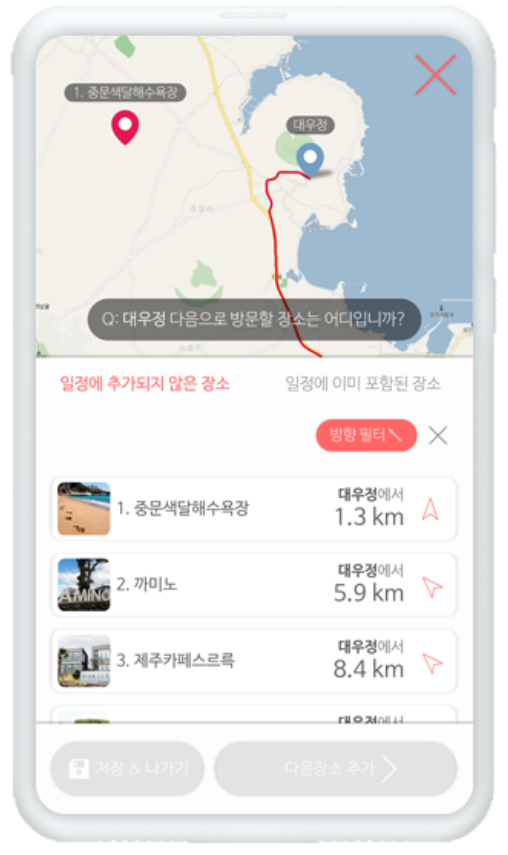 1. 중문색달해수욕장
대우정
Q: 대우정 다음으로 방문할 장소는 어디입니까?
일정에 추가되지 않은 장소
일정에 이미 포함된 장소
방향 필터
1. 중문색달해수욕장
대우정에서
1.3 km
2. 까미노
대우정에서
5.9 km
3. 제주카페스르륵
대우정에서
8.4 km
대우정에서
저장 & 나가기
다음장소 추가